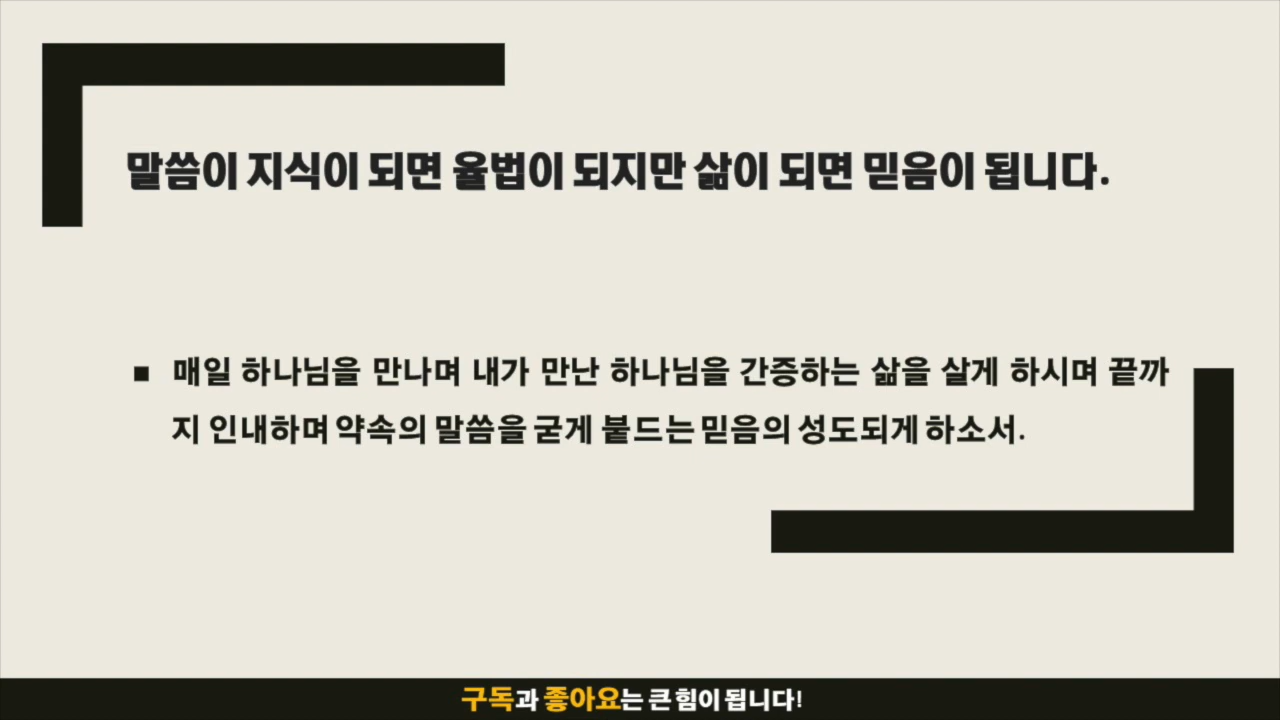 말씀이 지식이 되면 율법이 되지만 삶이 되면 믿음이 됩니다.
■ 매일 하나님을 만나며 내가 만난 하나님을 간증하는 삶을 살게 하시며 끝까
지 인내하며 약속의 말씀을 굳게 붙드는 믿음의 성도되게 하소서.
구독과 좋아요는 큰 힘이 됩니다!